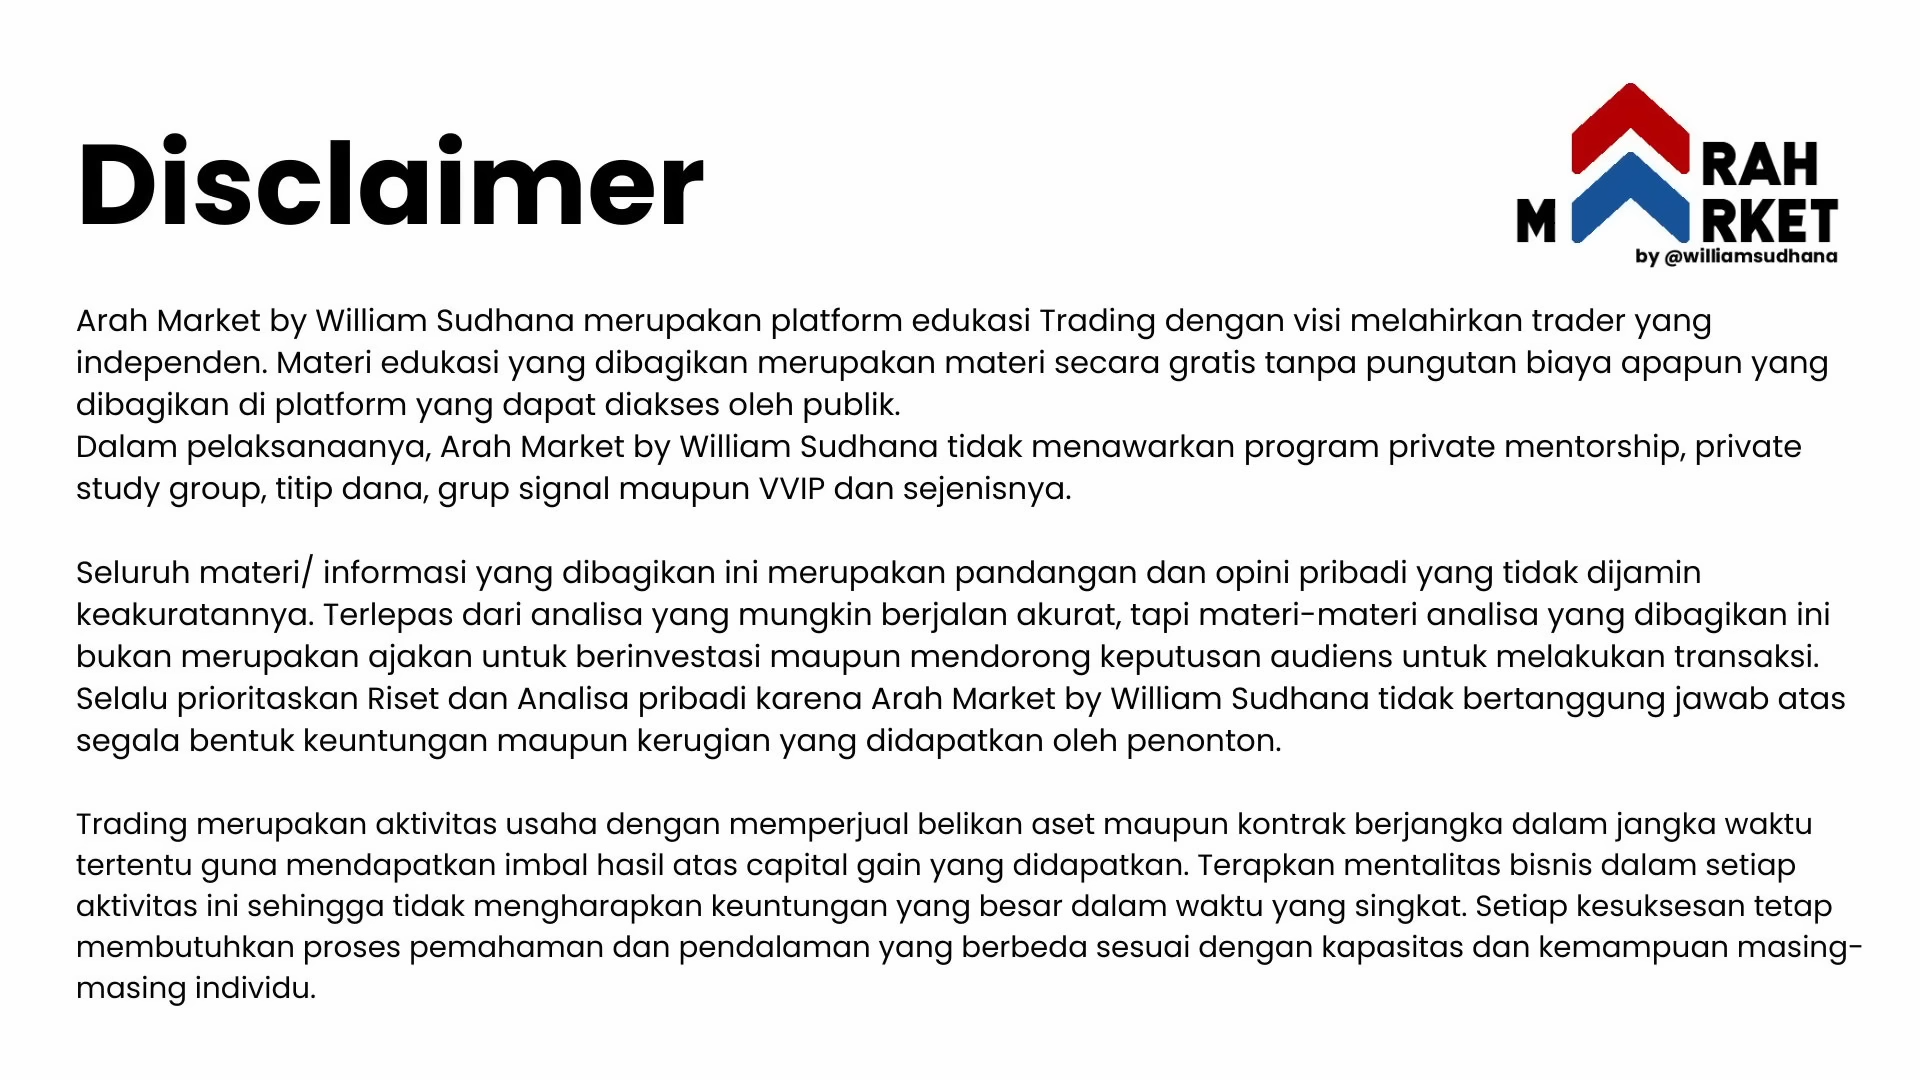 Disclaimer
RAH
M RKET
by @williamsudhana
Arah Market by William Sudhana merupakan platform edukasi Trading dengan visi melahirkan trader yang
independen. Materi edukasi yang dibagikan merupakan materi secara gratis tanpa pungutan biaya apapun yang
dibagikan di platform yang dapat diakses oleh publik.
Dalam pelaksanaanya, Arah Market by William Sudhana tidak menawarkan program private mentorship, private
study group, titip dana, grup signal maupun VVIP dan sejenisnya.
Seluruh materi/ informasi yang dibagikan ini merupakan pandangan dan opini pribadi yang tidak dijamin
keakuratannya. Terlepas dari analisa yang mungkin berjalan akurat, tapi materi-materi analisa yang dibagikan ini
bukan merupakan ajakan untuk berinvestasi maupun mendorong keputusan audiens untuk melakukan transaksi.
Selalu prioritaskan Riset dan Analisa pribadi karena Arah Market by William Sudhana tidak bertanggung jawab atas
segala bentuk keuntungan maupun kerugian yang didapatkan oleh penonton.
Trading merupakan aktivitas usaha dengan memperjual belikan aset maupun kontrak berjangka dalam jangka waktu
tertentu guna mendapatkan imbal hasil atas capital gain yang didapatkan. Terapkan mentalitas bisnis dalam setiap
aktivitas ini sehingga tidak mengharapkan keuntungan yang besar dalam waktu yang singkat. Setiap kesuksesan tetap
membutuhkan proses pemahaman dan pendalaman yang berbeda sesuai dengan kapasitas dan kemampuan masing-
masing individu.